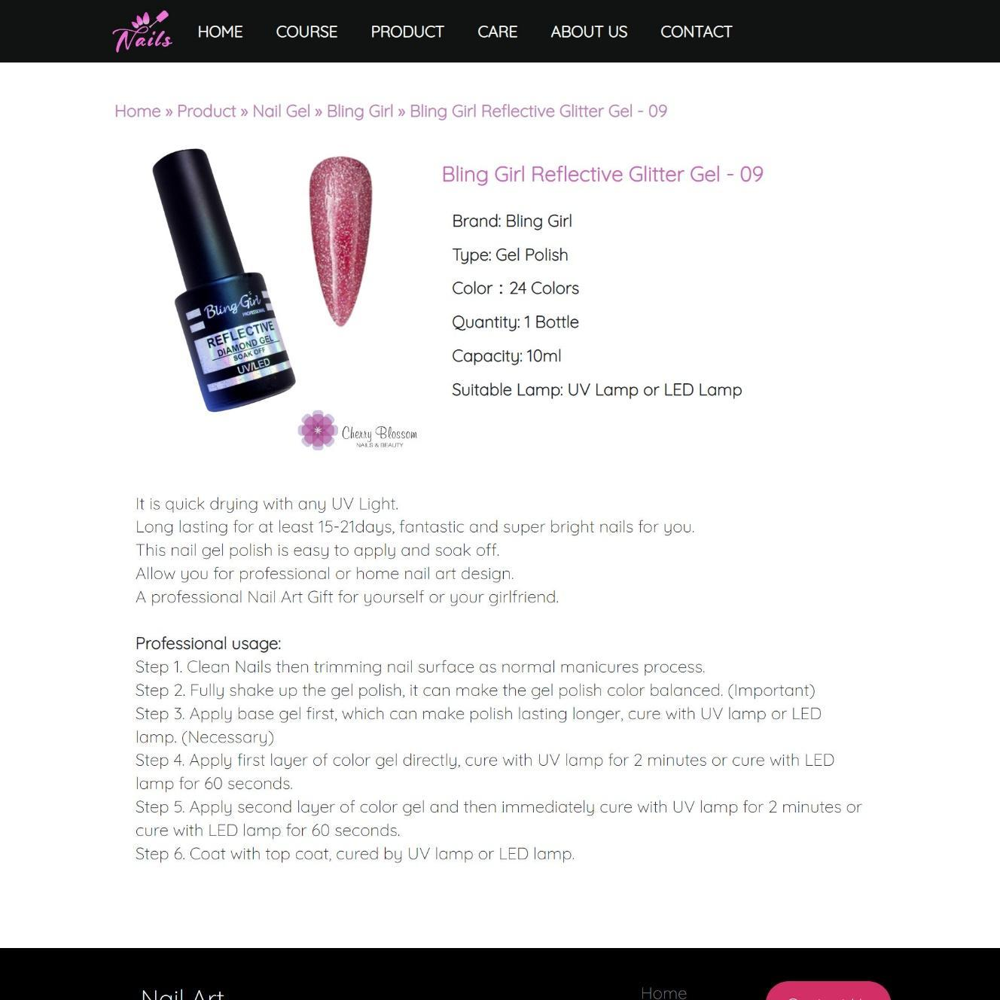 Nails
HOME
COURSE
PRODUCT
CARE
ABOUT US
CONTACT
Home » Product » Nail Gel » Bling Girl » Bling Girl Reflective Glitter Gel - 09
Bling Girl
PROFESSIONAL
REFLECTIVE
DIAMOND GEL
SOAK OFF
UV/LED
Cherry Blossom
NAILS & BEAUTY
Bling Girl Reflective Glitter Gel - 09
Brand: Bling Girl
Type: Gel Polish
Color：24 Colors
Quantity: 1 Bottle
Capacity: 10ml
Suitable Lamp: UV Lamp or LED Lamp
It is quick drying with any UV Light.
Long lasting for at least 15-21days, fantastic and super bright nails for you.
This nail gel polish is easy to apply and soak off.
Allow you for professional or home nail art design.
A professional Nail Art Gift for yourself or your girlfriend.
Professional usage:
Step 1. Clean Nails then trimming nail surface as normal manicures process.
Step 2. Fully shake up the gel polish, it can make the gel polish color balanced. (Important)
Step 3. Apply base gel first, which can make polish lasting longer, cure with UV lamp or LED
lamp. (Necessary)
Step 4. Apply first layer of color gel directly, cure with UV lamp for 2 minutes or cure with LED
lamp for 60 seconds.
Step 5. Apply second layer of color gel and then immediately cure with UV lamp for 2 minutes or
cure with LED lamp for 60 seconds.
Step 6. Coat with top coat, cured by UV lamp or LED lamp.
Nail Art
Home